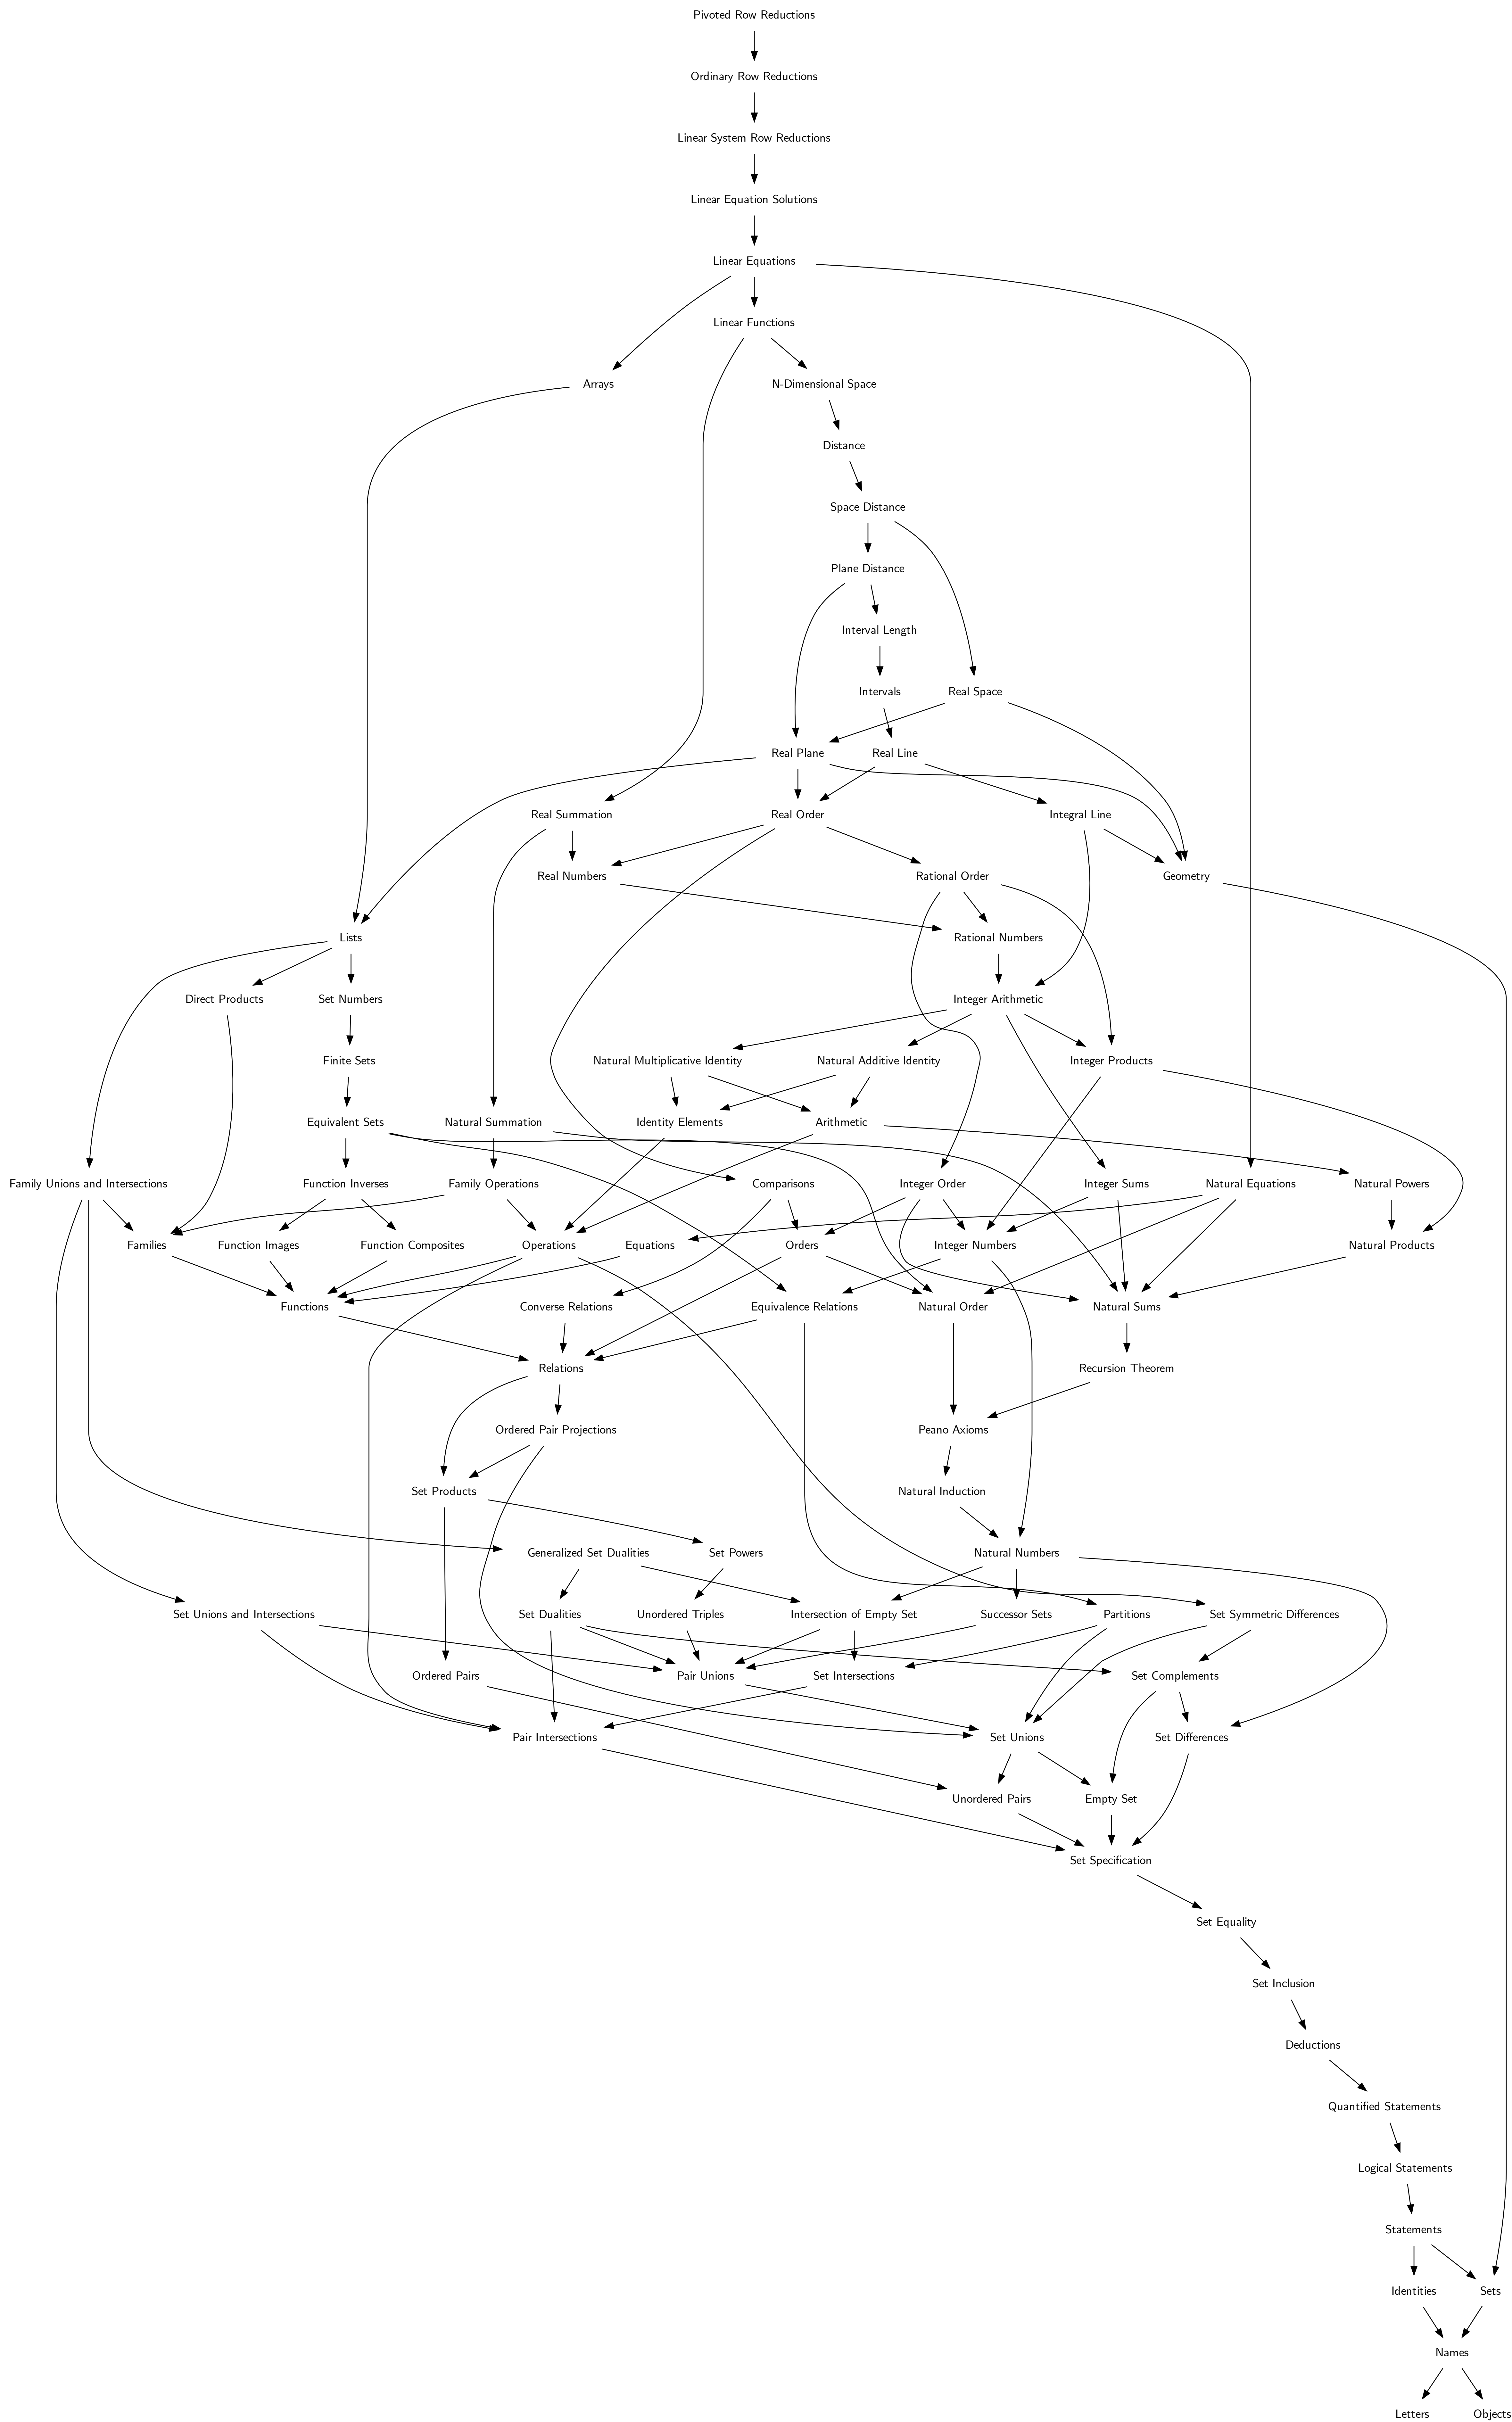 Pivoted Row Reductions
Ordinary Row Reductions
Linear System Row Reductions
Linear Equation Solutions
Linear Equations
Linear Functions
Arrays
N-Dimensional Space
Distance
Space Distance
Plane Distance
Interval Length
Intervals
Real Space
Real Plane
Real Line
Real Summation
Real Order
Integral Line
Real Numbers
Rational Order
Geometry
Lists
Rational Numbers
Direct Products
Set Numbers
Integer Arithmetic
Finite Sets
Natural Multiplicative Identity
Natural Additive Identity
Integer Products
Equivalent Sets
Natural Summation
Identity Elements
Arithmetic
Family Unions and Intersections
Function Inverses
Family Operations
Comparisons
Integer Order
Integer Sums
Natural Equations
Natural Powers
Families
Function Images
Function Composites
Operations
Equations
Orders
Integer Numbers
Natural Products
Functions
Converse Relations
Equivalence Relations
Natural Order
Natural Sums
Relations
Recursion Theorem
Ordered Pair Projections
Peano Axioms
Set Products
Natural Induction
Generalized Set Dualities
Set Powers
Natural Numbers
Set Unions and Intersections
Set Dualities
Unordered Triples
Intersection of Empty Set
Successor Sets
Partitions
Set Symmetric Differences
Ordered Pairs
Pair Unions
Set Intersections
Set Complements
Pair Intersections
Set Unions
Set Differences
Unordered Pairs
Empty Set
Set Specification
Set Equality
Set Inclusion
Deductions
Quantified Statements
Logical Statements
Statements
Identities
Sets
Names
Letters
Objects